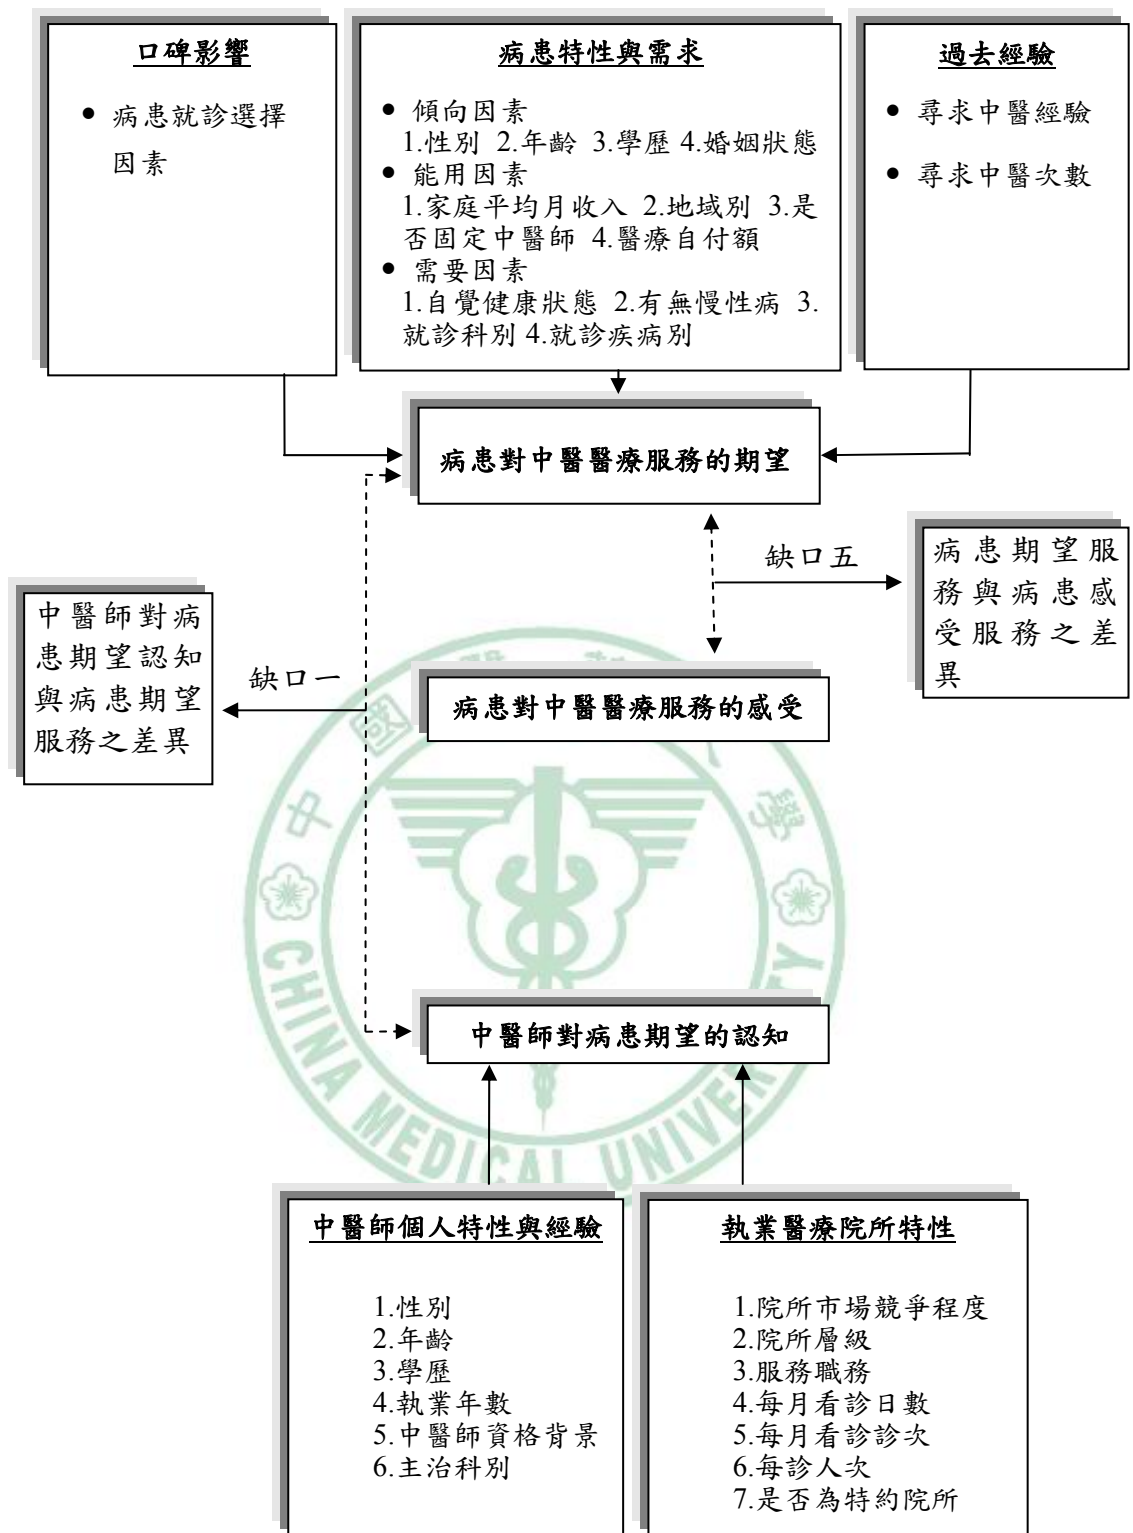 口碑影響
● 病患就診選擇
因素
病患特性與需求
● 傾向因素
1.性別 2.年齡 3.學歷 4.婚姻狀態
● 能用因素
1.家庭平均月收入 2.地域別 3.是
否固定中醫師 4.醫療自付額
● 需要因素
1.自覺健康狀態 2.有無慢性病 3.
就診科別 4.就診疾病別
過去經驗
● 尋求中醫經驗
● 尋求中醫次數
病患對中醫醫療服務的期望
缺口五
病患期望服
務與病患感
受服務之差
異
中醫師對病
患期望認知
與病患期望
服務之差異
缺口一
病患對中醫醫療服務的感受
中醫師對病患期望的認知
中醫師個人特性與經驗
1.性別
2.年齡
3.學歷
4.執業年數
5.中醫師資格背景
6.主治科別
執業醫療院所特性
1.院所市場競爭程度
2.院所層級
3.服務職務
4.每月看診日數
5.每月看診診次
6.每診人次
7.是否為特約院所
中 國 醫 學
CHINA MEDICAL UNIVERSITY